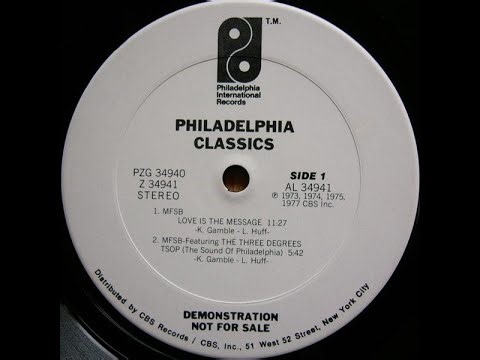 T.M.
Philadelphia
International
Records
PHILADELPHIA
CLASSICS
PZG 34940
Z 34941
STEREO
SIDE 1
AL 34941
℗ 1973, 1974, 1975,
1977 CBS Inc.
1. MFSB
LOVE IS THE MESSAGE 11:27
-K. Gamble - L. Huff-
2. MFSB-Featuring THE THREE DEGREES
TSOP (The Sound Of Philadelphia) 5:42
-K. Gamble - L. Huff-
DEMONSTRATION
NOT FOR SALE
Distributed by CBS Records / CBS, Inc., 51 West 52 Street, New York City